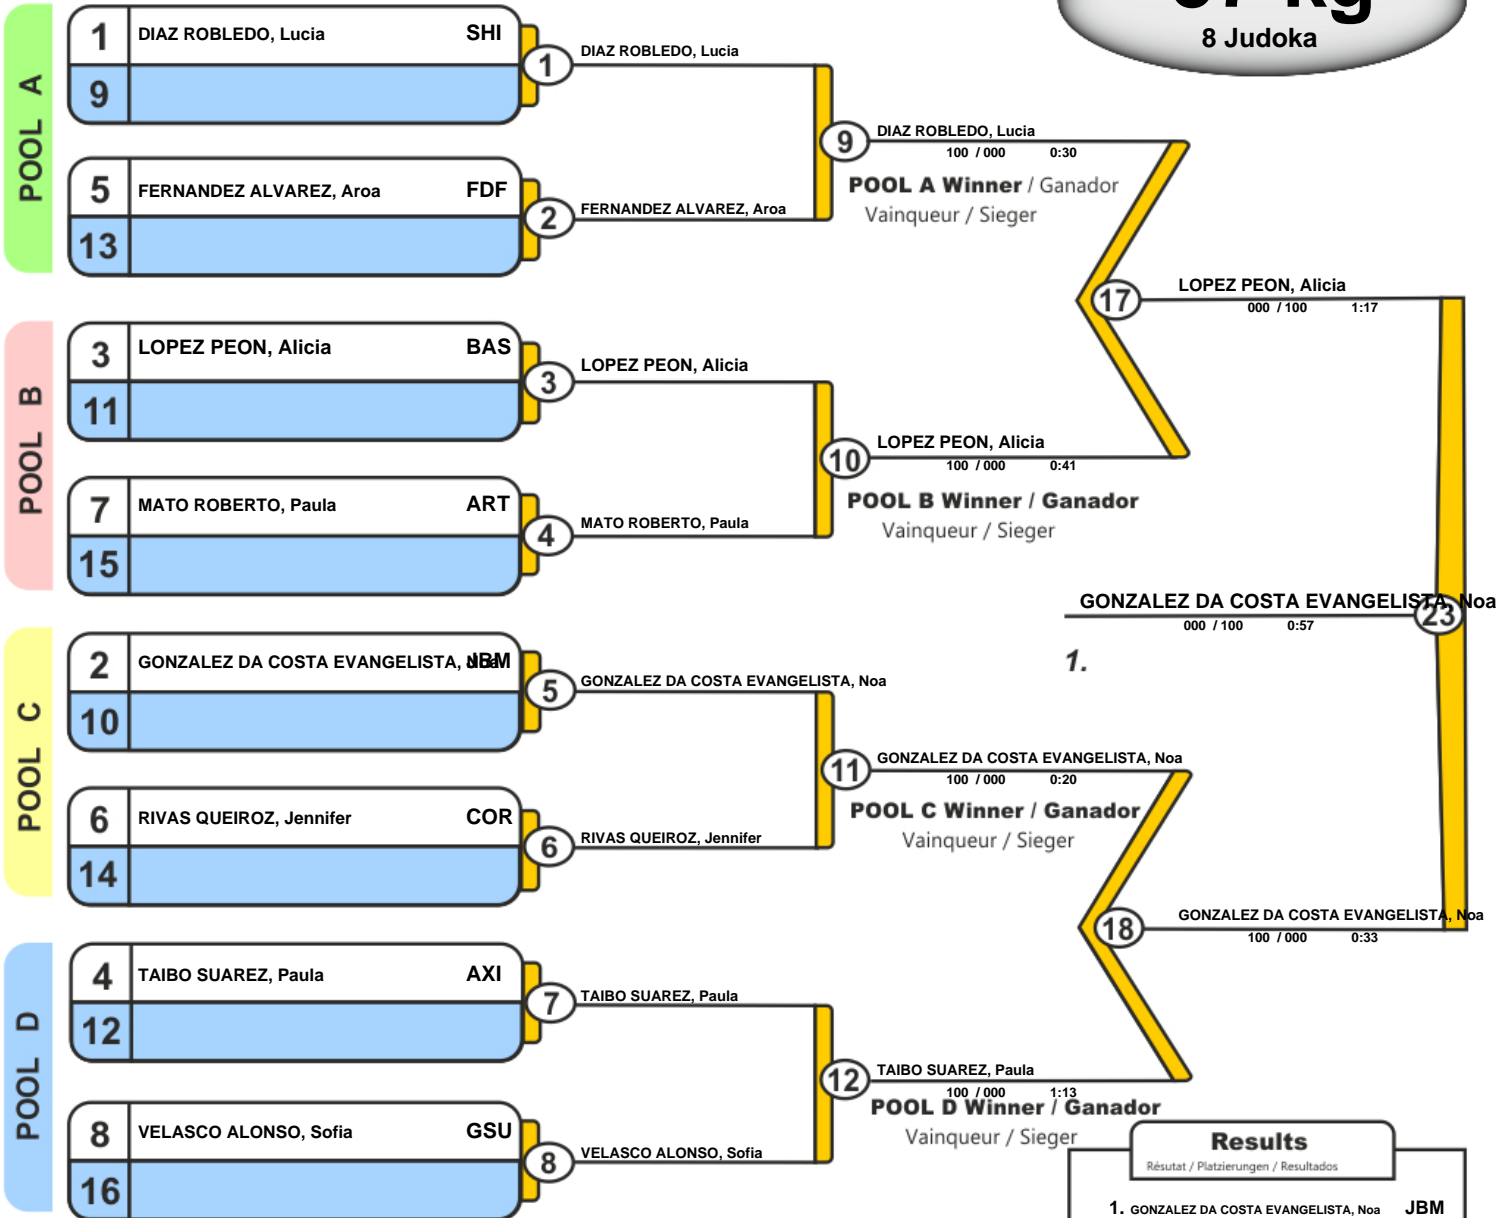 8 Judoka
POOL A
1 DIAZ ROBLEDO, Lucia SHI
9
1 DIAZ ROBLEDO, Lucia
5 FERNANDEZ ALVAREZ, Aroa FDF
13
2 FERNANDEZ ALVAREZ, Aroa
9 DIAZ ROBLEDO, Lucia
100 / 000 0:30
POOL A Winner / Ganador
Vainqueur / Sieger
POOL B
3 LOPEZ PEON, Alicia BAS
11
3 LOPEZ PEON, Alicia
7 MATO ROBERTO, Paula ART
15
4 MATO ROBERTO, Paula
10 LOPEZ PEON, Alicia
100 / 000 0:41
POOL B Winner / Ganador
Vainqueur / Sieger
17 LOPEZ PEON, Alicia
000 / 100 1:17
GONZALEZ DA COSTA EVANGELISTA, Noa
23
000 / 100 0:57
1.
POOL C
2 GONZALEZ DA COSTA EVANGELISTA, Noa JBM
10
5 GONZALEZ DA COSTA EVANGELISTA, Noa
6 RIVAS QUEIROZ, Jennifer COR
14
6 RIVAS QUEIROZ, Jennifer
11 GONZALEZ DA COSTA EVANGELISTA, Noa
100 / 000 0:20
POOL C Winner / Ganador
Vainqueur / Sieger
18 GONZALEZ DA COSTA EVANGELISTA, Noa
100 / 000 0:33
POOL D
4 TAIBO SUAREZ, Paula AXI
12
7 TAIBO SUAREZ, Paula
8 VELASCO ALONSO, Sofia GSU
16
8 VELASCO ALONSO, Sofia
12 TAIBO SUAREZ, Paula
100 / 000 1:13
POOL D Winner / Ganador
Vainqueur / Sieger
Results
Résutat / Platzierungen / Resultados
1. GONZALEZ DA COSTA EVANGELISTA, Noa JBM